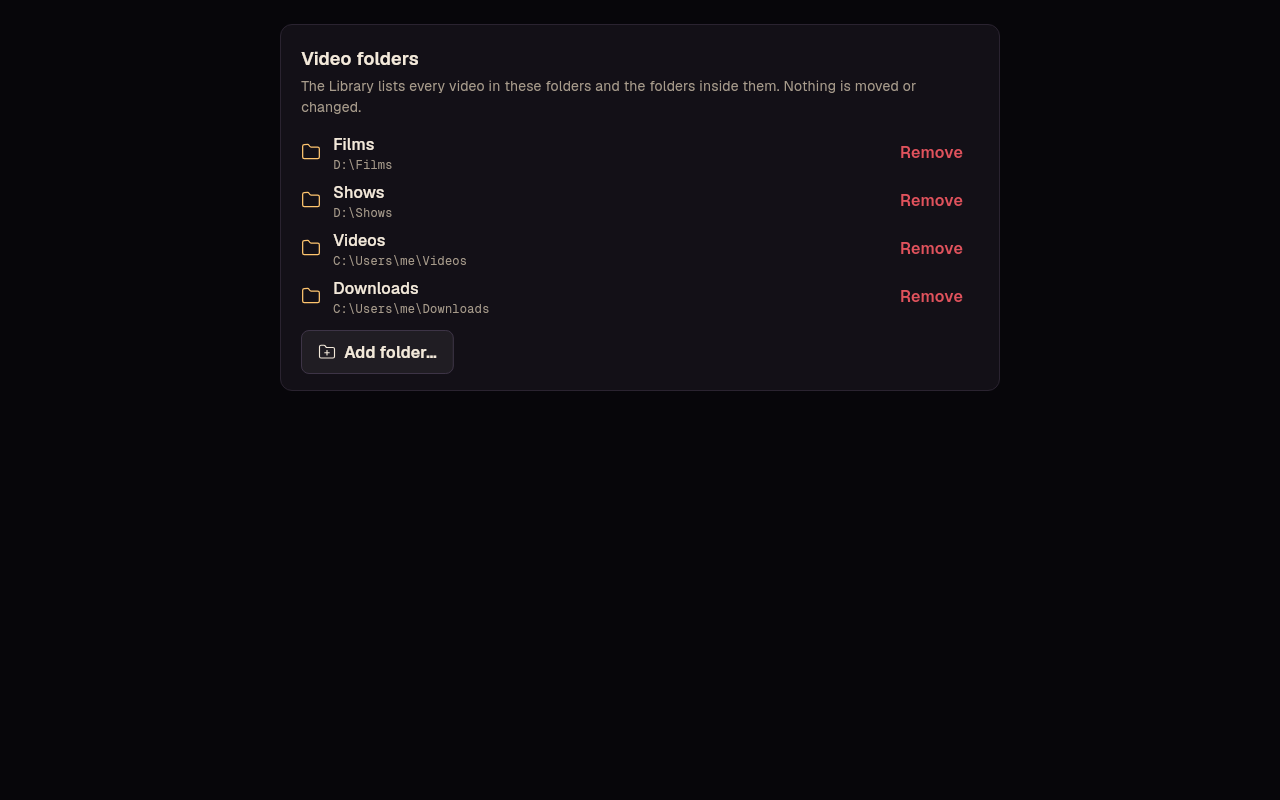 Video folders
The Library lists every video in these folders and the folders inside them. Nothing is moved or
changed.
Films
D:\Films
Remove
Shows
D:\Shows
Remove
Videos
C:\Users\me\Videos
Remove
Downloads
C:\Users\me\Downloads
Remove
Add folder...